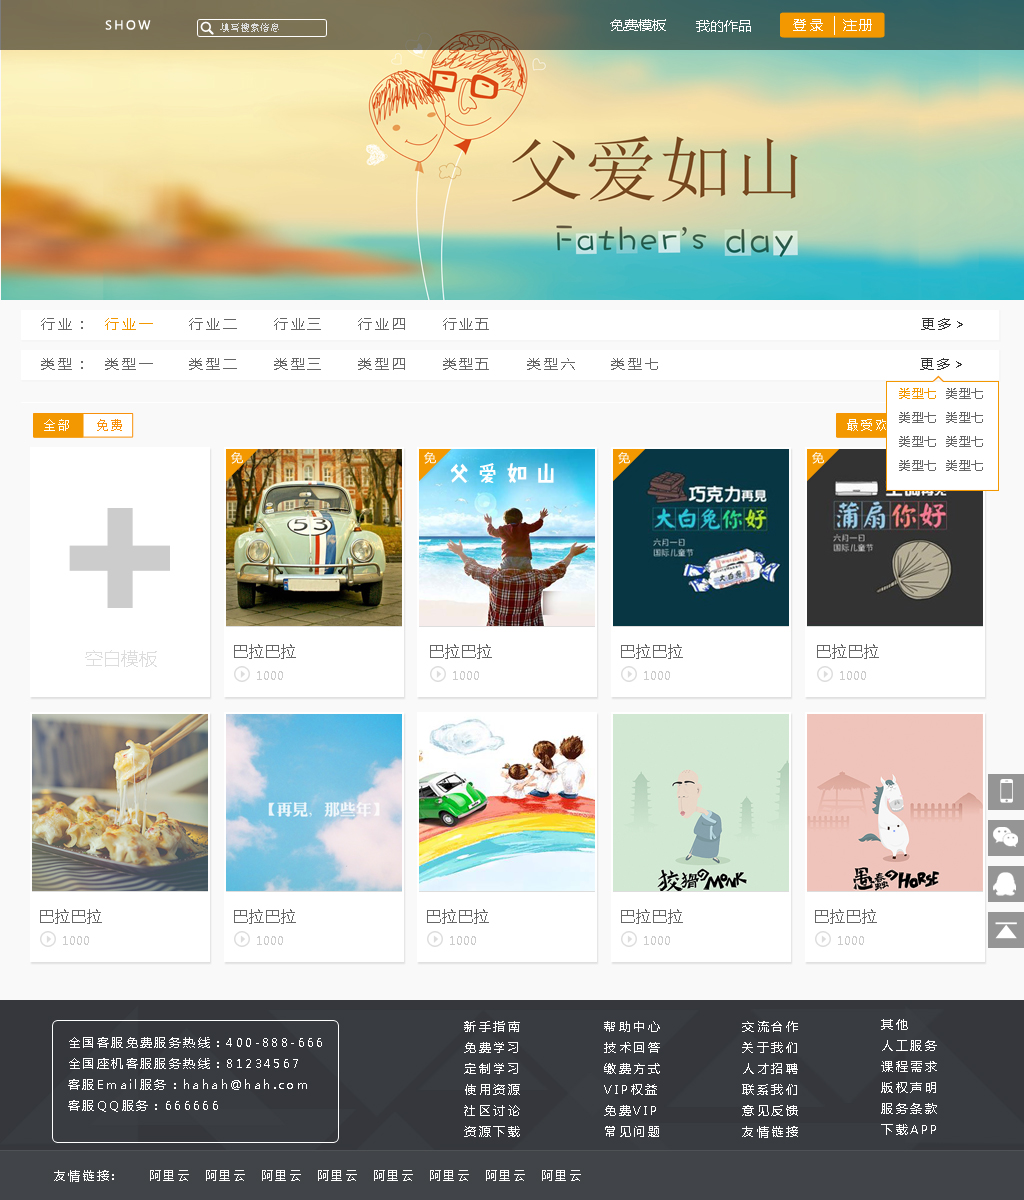 SHOW
填写搜索信息
免费模板
我的作品
登录
注册
父爱如山
Father's day
行业： 行业一 行业二 行业三 行业四 行业五 更多>
类型： 类型一 类型二 类型三 类型四 类型五 类型六 类型七 更多>
类型七 类型七
类型七 类型七
类型七 类型七
类型七 类型七
全部 免费
最受欢
空白模板
免
53
巴拉巴拉
1000
免
父爱如山
巴拉巴拉
1000
免
巧克力再見
大白兔你好
六月一日
国际儿童节
大白兔
巴拉巴拉
1000
免
蒲扇你好
六月一日
国际儿童节
巴拉巴拉
1000
巴拉巴拉
1000
【再見，那些年】
巴拉巴拉
1000
巴拉巴拉
1000
狡猾のMONK
巴拉巴拉
1000
愚蠢のHORSE
巴拉巴拉
1000
全国客服免费服务热线：400-888-666
全国座机客服服务热线：81234567
客服Email服务：hahah@hah.com
客服QQ服务：666666
新手指南
免费学习
定制学习
使用资源
社区讨论
资源下载
帮助中心
技术回答
缴费方式
VIP权益
免费VIP
常见问题
交流合作
关于我们
人才招聘
联系我们
意见反馈
友情链接
其他
人工服务
课程需求
版权声明
服务条款
下载APP
友情链接: 阿里云 阿里云 阿里云 阿里云 阿里云 阿里云 阿里云 阿里云